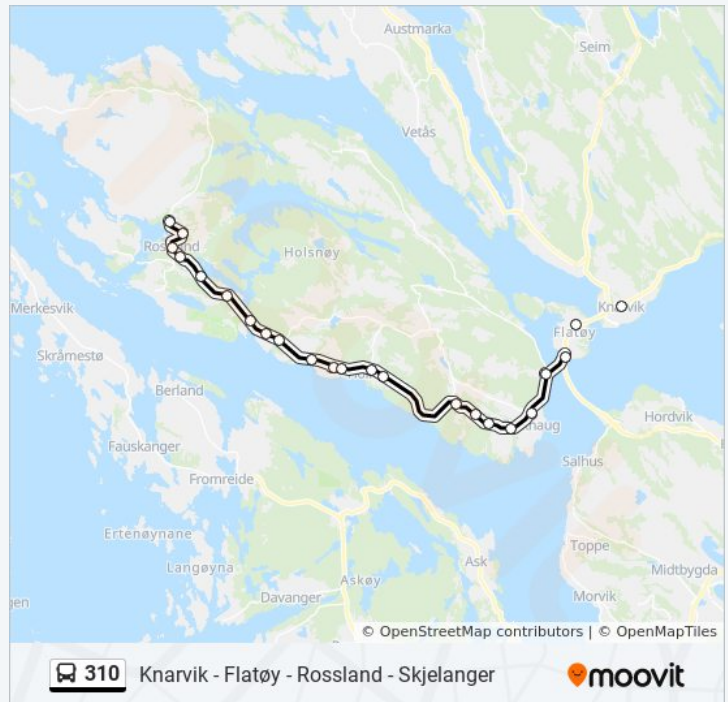 Austmarka
Seim
Vetås
Holsnøy
Merkesvik
Skråmestø
Knarvik
Flatøy
Berland
Hordvik
Fauskanger
Salhus
Fromreide
Ertenøynane
Toppe
Ask
Langøyna
Midtbygda
Askøy
Davanger
Morvik
© OpenStreetMap contributors | © OpenMapTiles
310 Knarvik - Flatøy - Rossland - Skjelanger
moovit